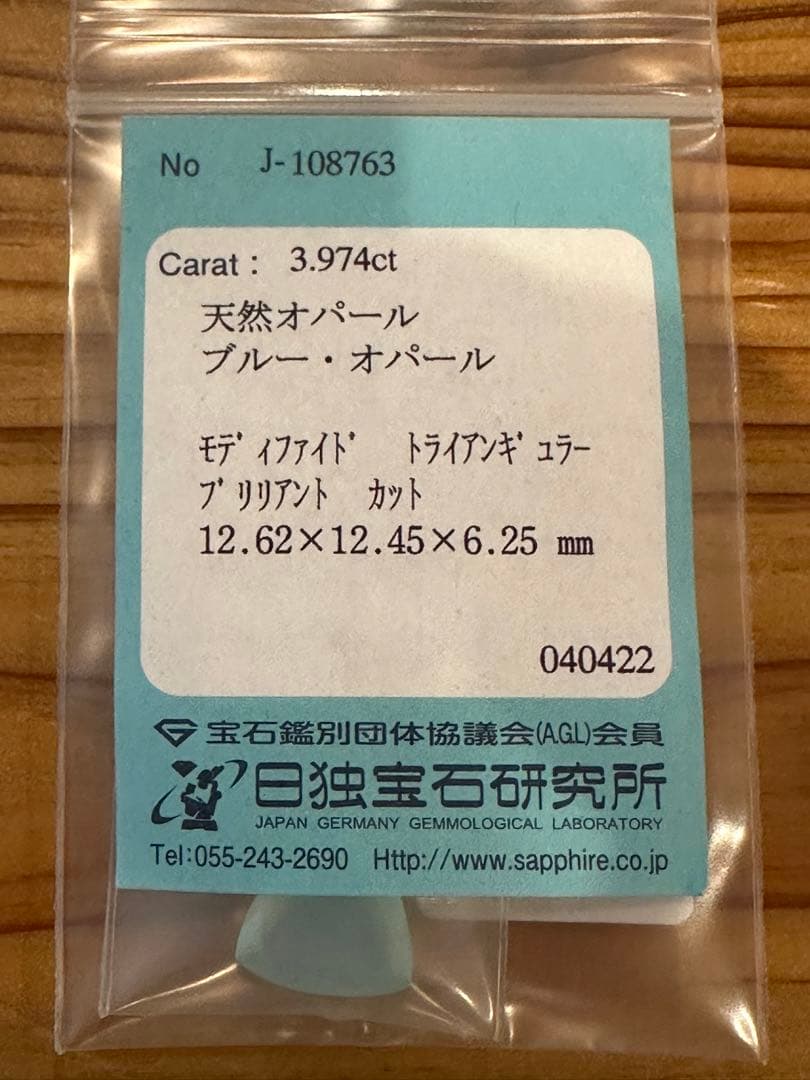 No J-108763
Carat : 3.974ct
天然オパール
ブルー・オパール
ﾓﾃﾞｨﾌｧｲﾄﾞ ﾄﾗｲｱﾝｷﾞｭﾗｰ
ﾌﾞﾘﾘｱﾝﾄ ｶｯﾄ
12.62×12.45×6.25 mm
040422
宝石鑑別団体協議会(A.G.L)会員
日独宝石研究所
JAPAN GERMANY GEMMOLOGICAL LABORATORY
Tel:055-243-2690 Http://www.sapphire.co.jp